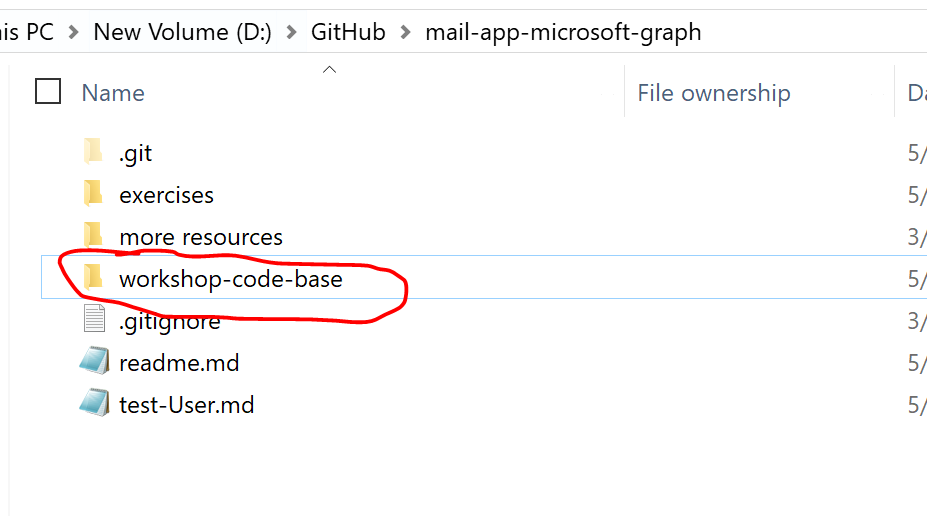 his PC > New Volume (D:) > GitHub > mail-app-microsoft-graph
Name File ownership Da
.git 5/
exercises 5/
more resources 3/
workshop-code-base 5/
.gitignore 3/
readme.md 5/
test-User.md 5/